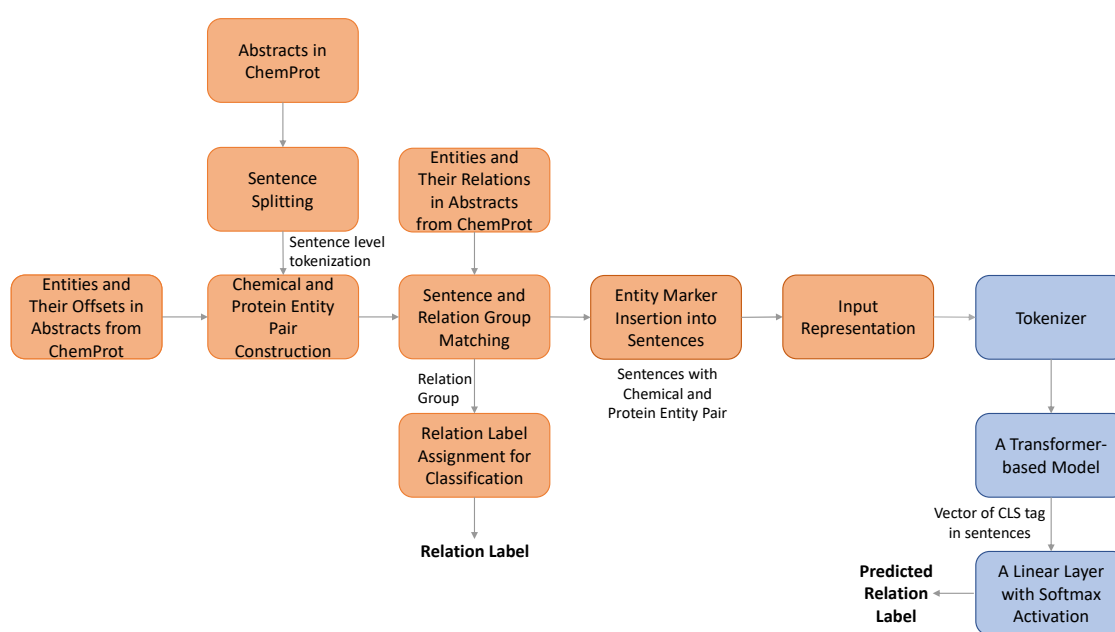 Abstracts in
ChemProt
Sentence
Splitting
Entities and
Their Relations
in Abstracts
from ChemProt
Sentence level
tokenization
Entities and
Their Offsets in
Abstracts from
ChemProt
Chemical and
Protein Entity
Pair
Construction
Sentence and
Relation Group
Matching
Entity Marker
Insertion into
Sentences
Input
Representation
Tokenizer
Relation
Group
Sentences with
Chemical and
Protein Entity Pair
Relation Label
Assignment for
Classification
A Transformer-
based Model
Vector of CLS tag
in sentences
Relation Label
Predicted
Relation
Label
A Linear Layer
with Softmax
Activation